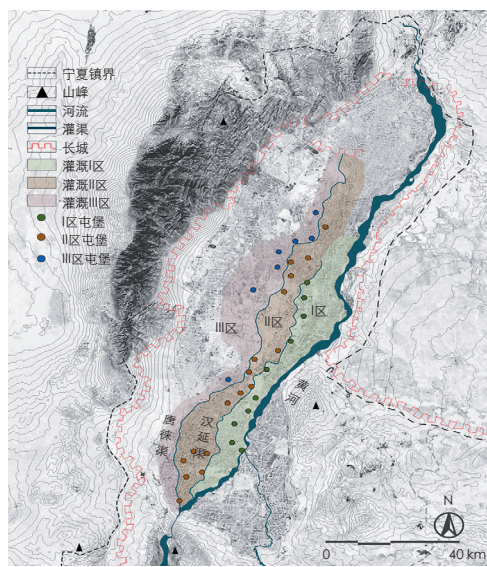 宁夏镇界
山峰
河流
灌渠
长城
灌溉I区
灌溉II区
灌溉III区
I区屯堡
II区屯堡
III区屯堡
I区
II区
III区
黄河
唐徕渠
汉延渠
N
0 40 km